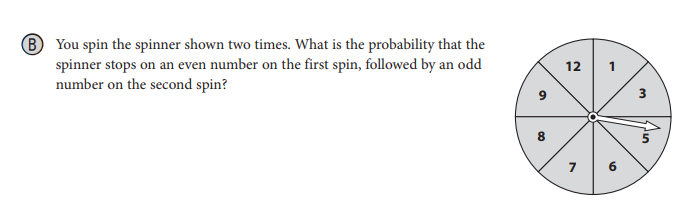 B You spin the spinner shown two times. What is the probability that the
spinner stops on an even number on the first spin, followed by an odd
number on the second spin?
12 1
9 3
8 5
7 6